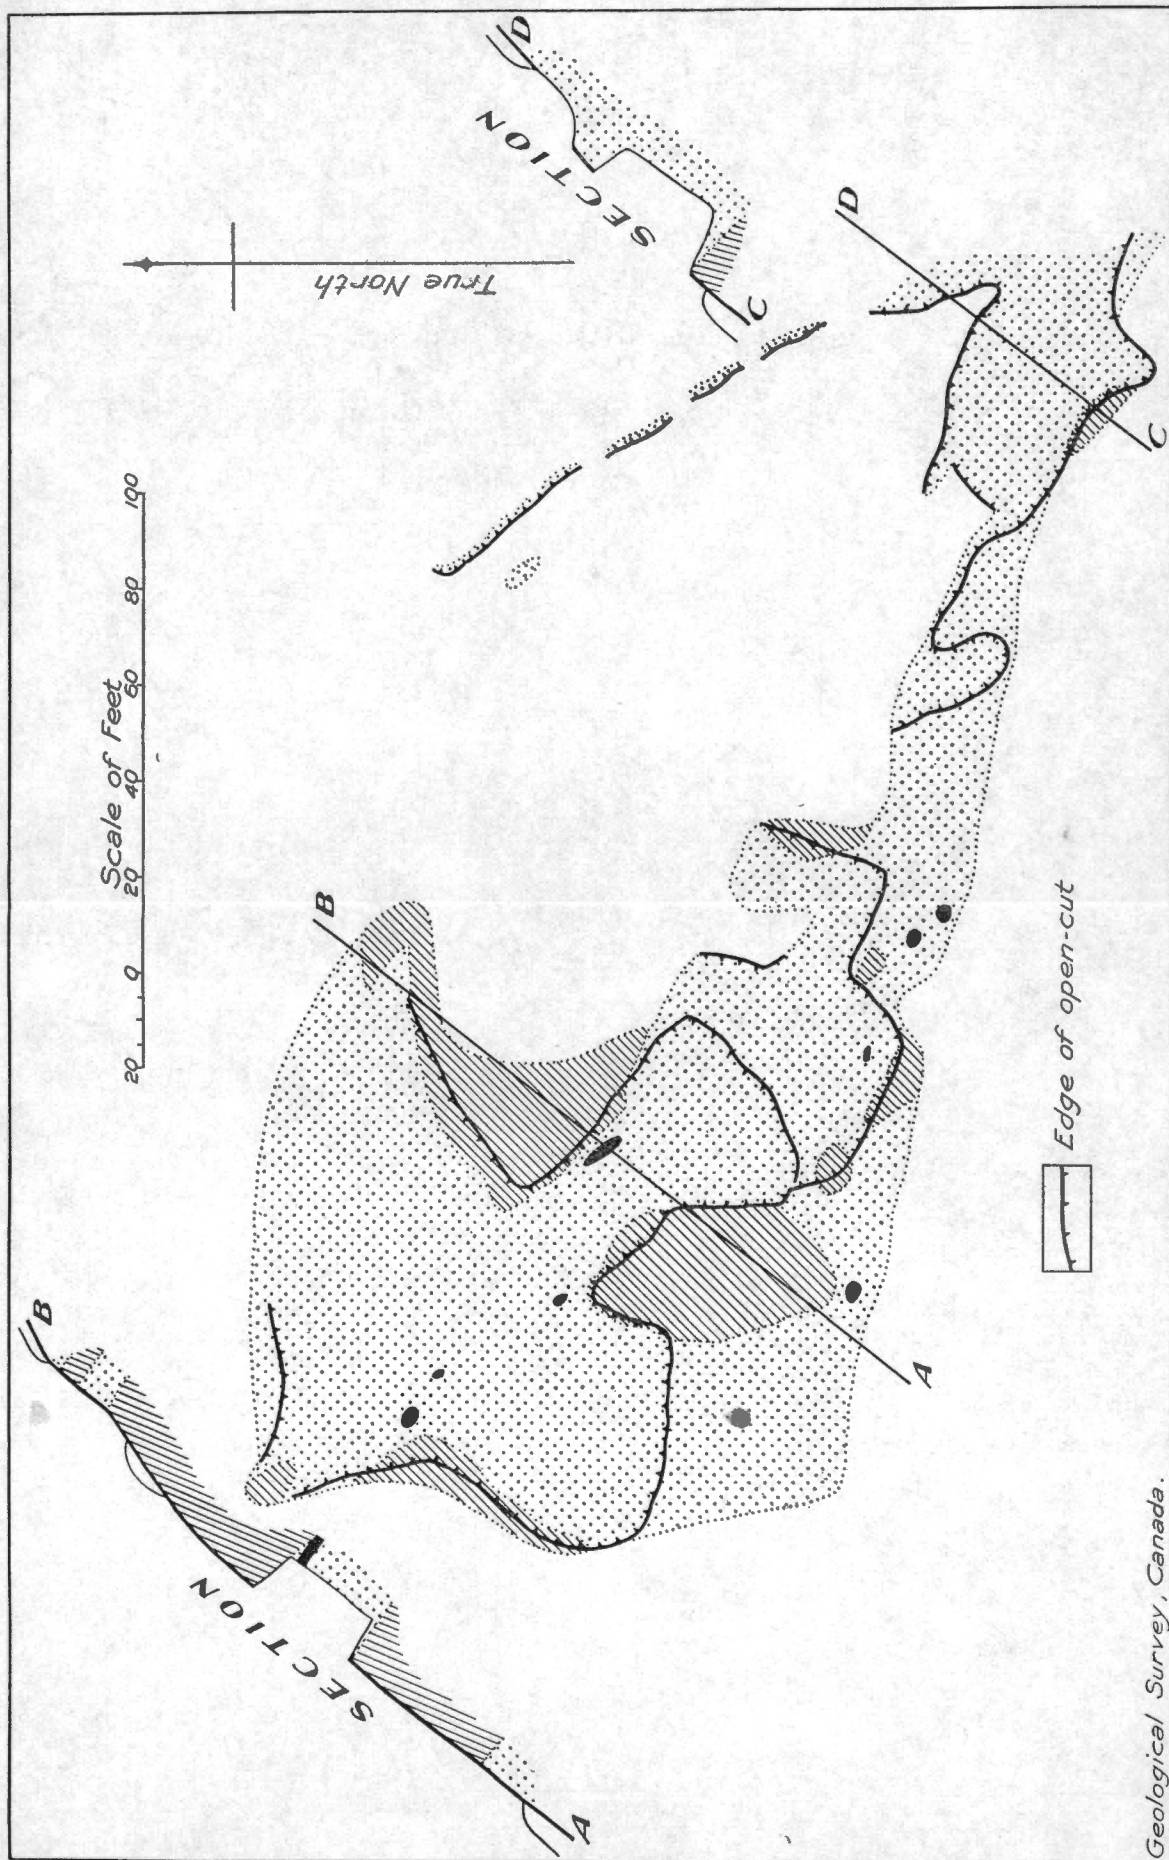 B
SECTION
A
Scale of Feet
20 0 20 40 60 80 100
True North
D
SECTION
C
B
A
D
C
Edge of open-cut
Geological Survey, Canada.